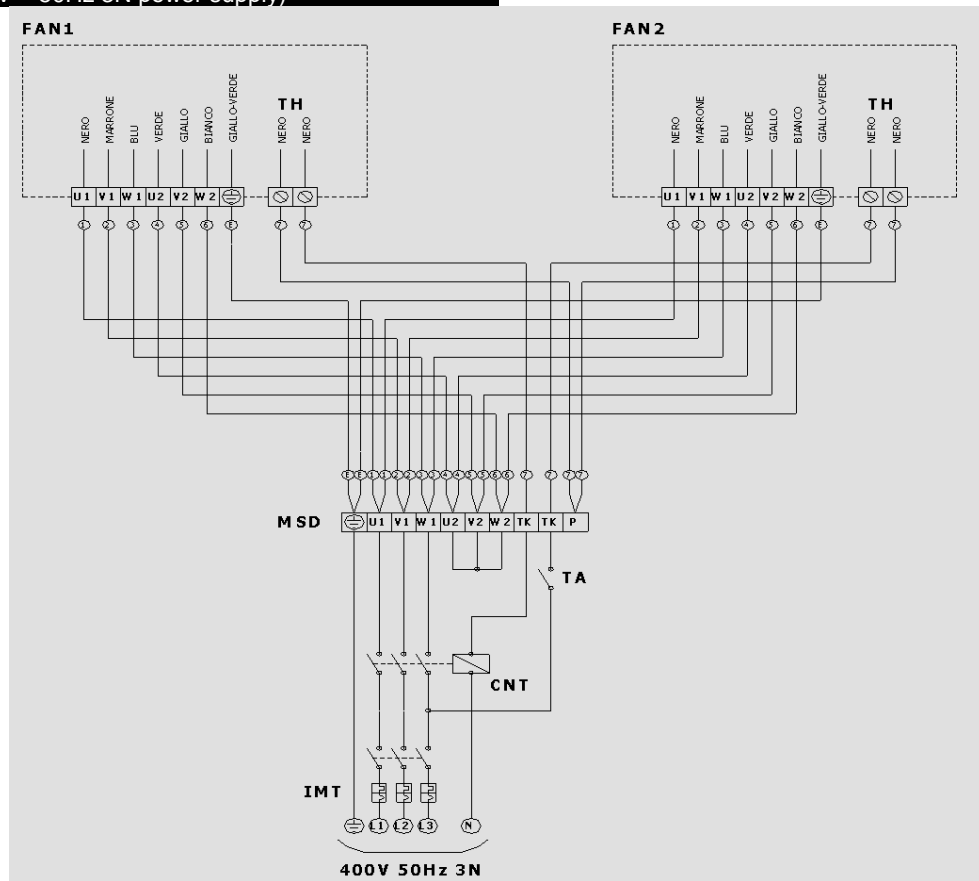 50Hz 3N power supply)
FAN1 FAN2
NERO MARRONE BLU VERDE GIALLO BIANCO GIALLO-VERDE TH NERO NERO
NERO MARRONE BLU VERDE GIALLO BIANCO GIALLO-VERDE TH NERO NERO
U1 V1 W1 U2 V2 W2
U1 V1 W1 U2 V2 W2
1 2 3 4 5 6 E 7 7
1 2 3 4 5 6 E 7 7
E E 1 1 2 2 3 3 4 4 5 5 6 6 7 7 7 7
MSD U1 V1 W1 U2 V2 W2 TK TK P
TA
CNT
IMT
L1 L2 L3 N
400V 50Hz 3N